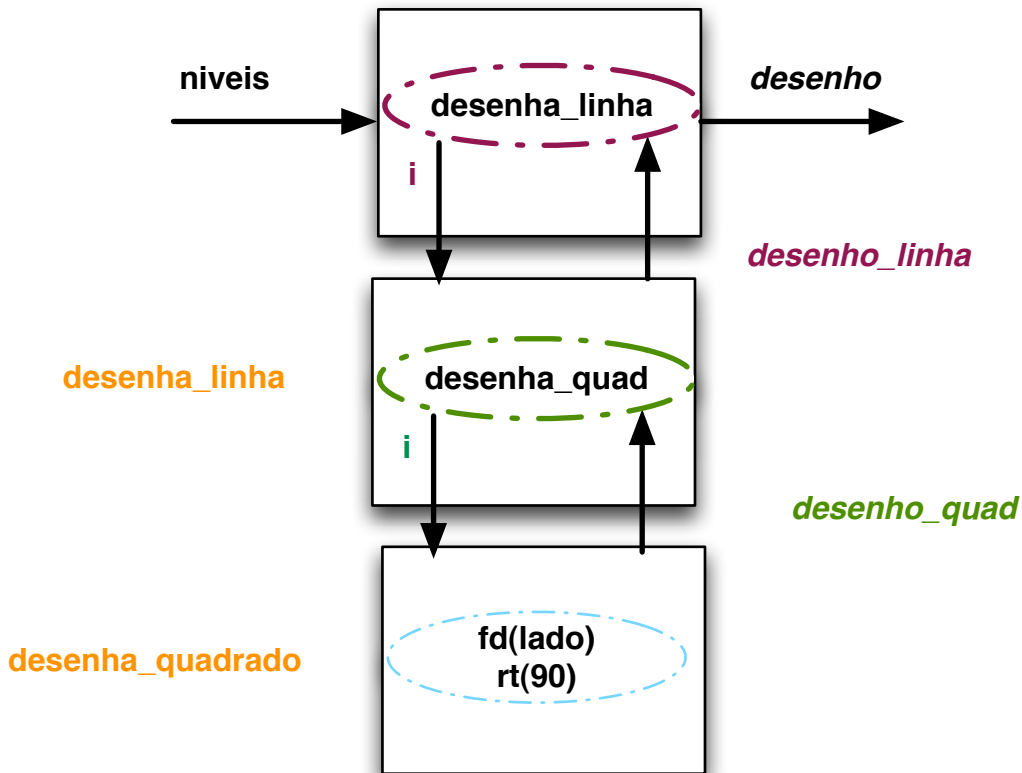 niveis
desenha_linha
desenho
i
desenho_linha
desenha_linha
desenha_quad
i
desenho_quad
desenha_quadrado
fd(lado)
rt(90)